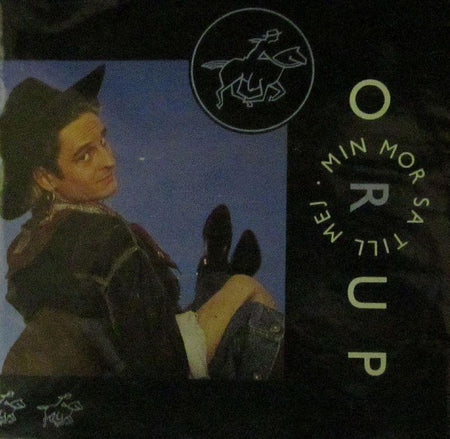 ORUP
MIN MOR SA TILL MEJ ·